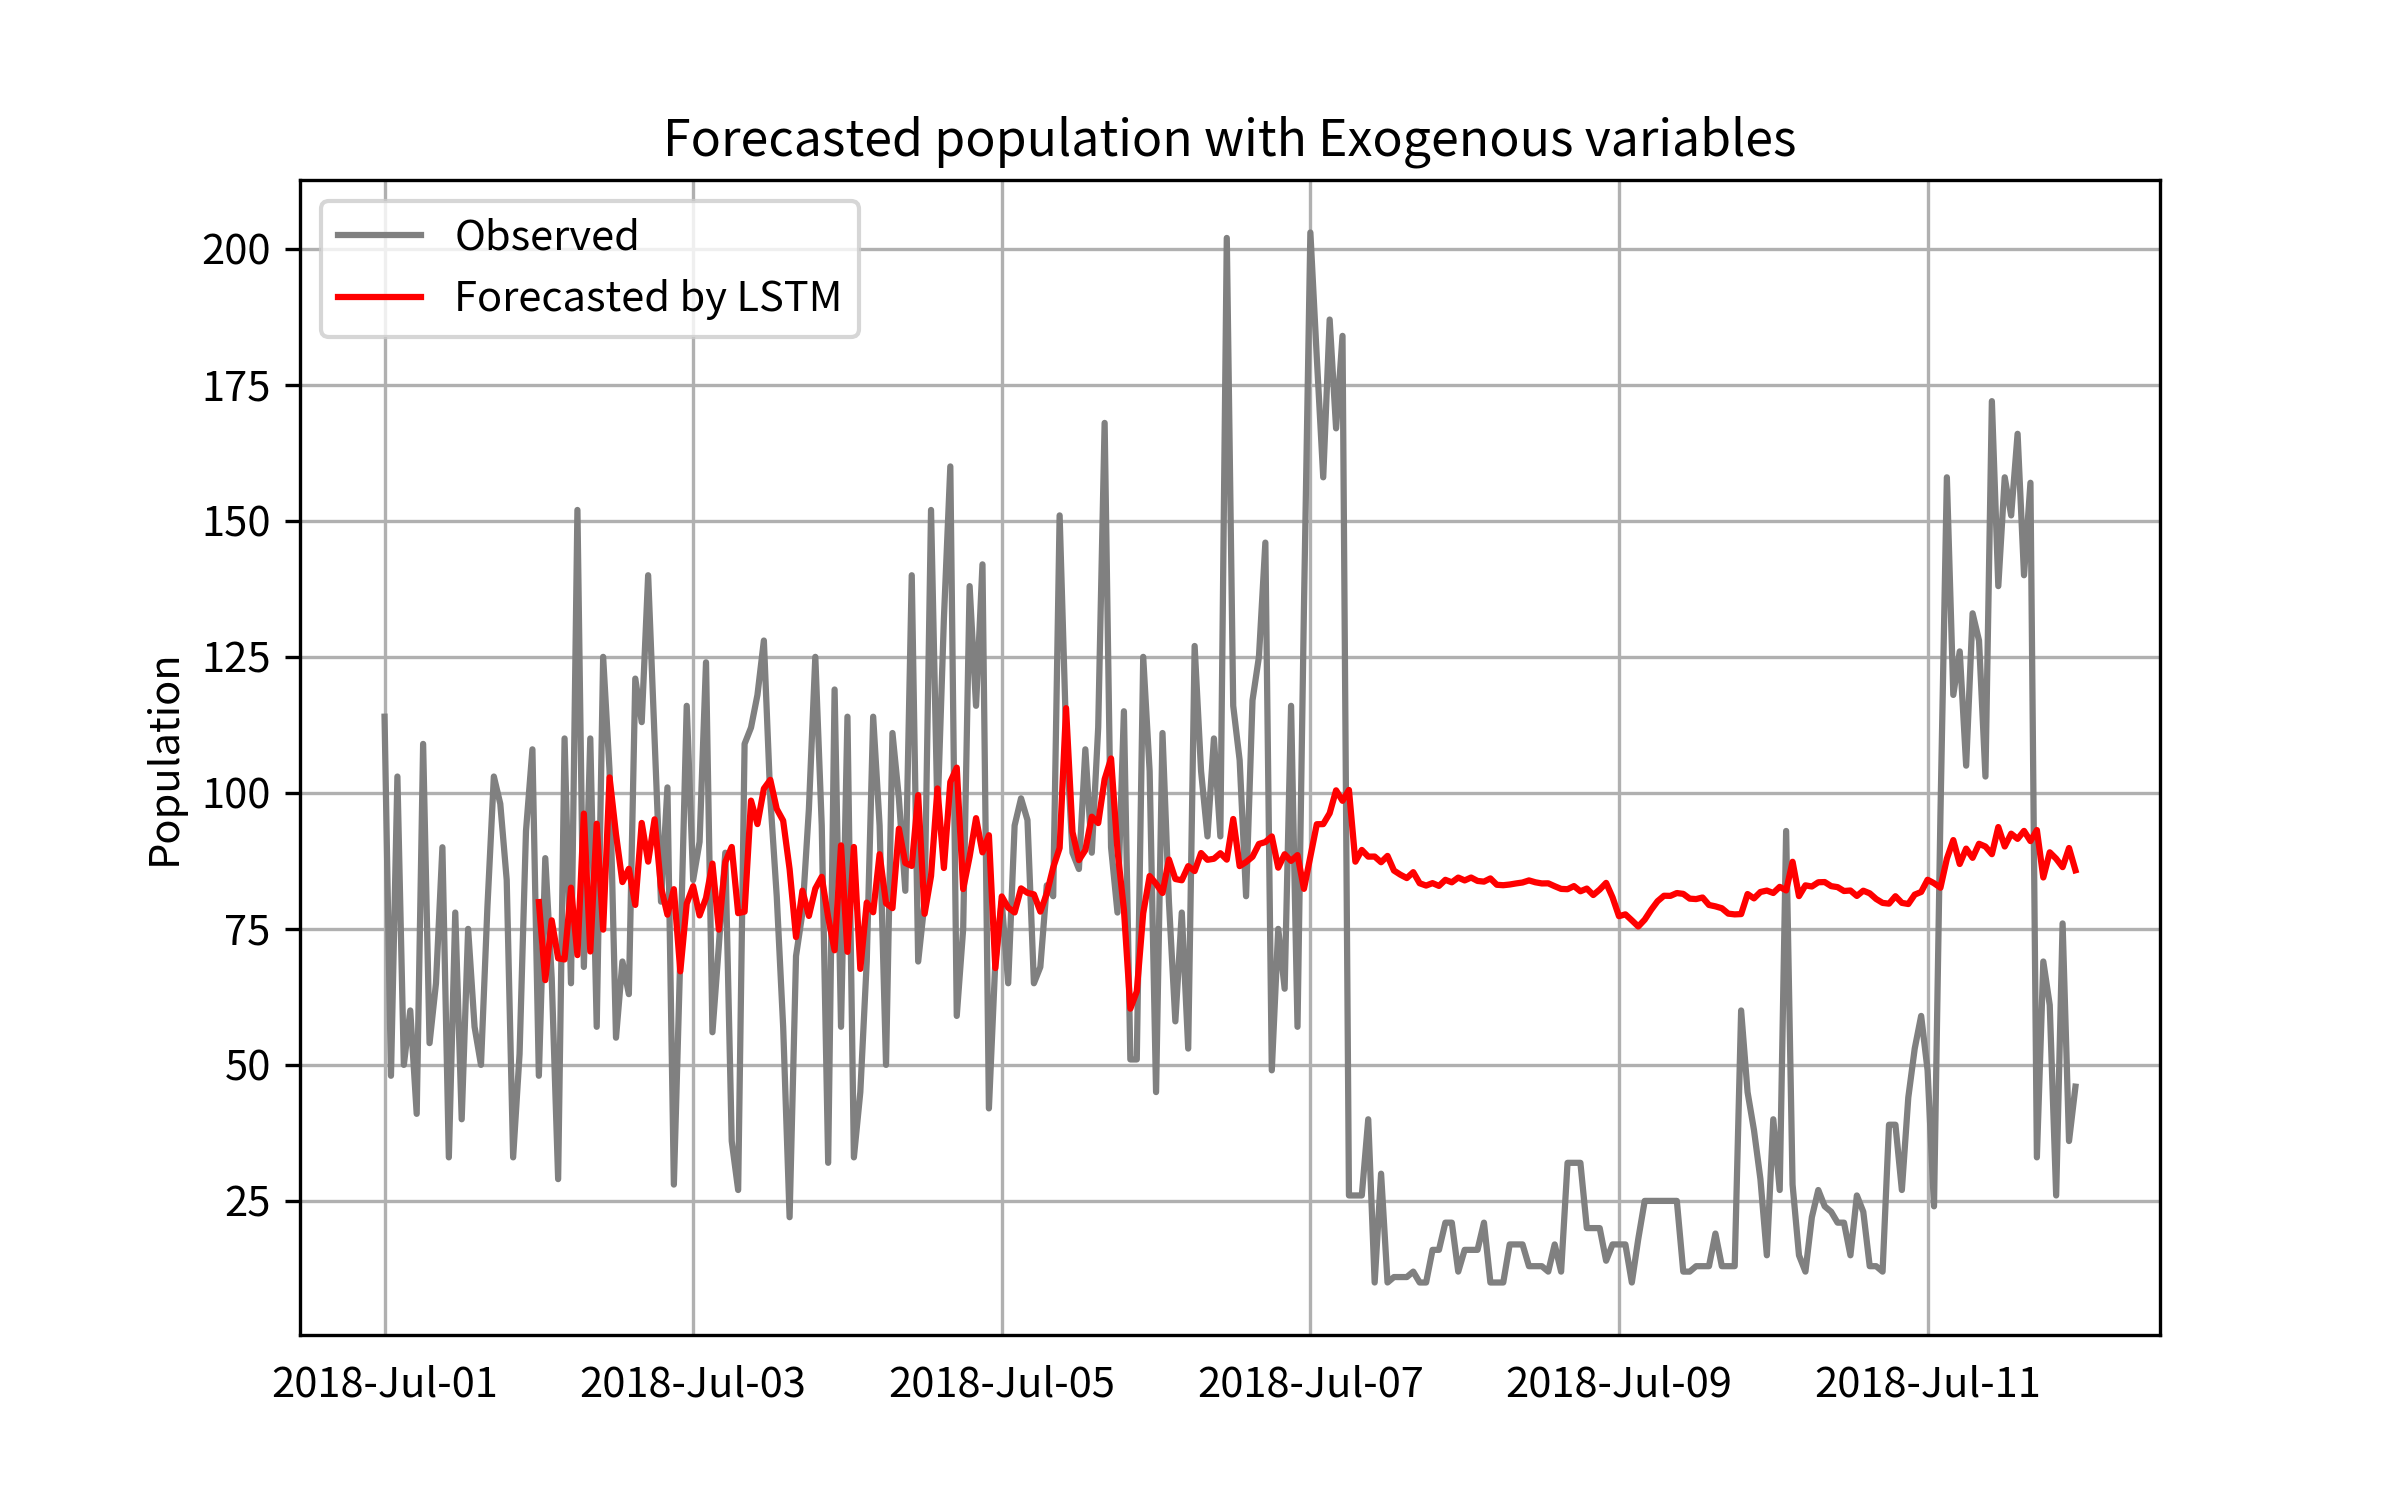 Forecasted population with Exogenous variables
Observed
Forecasted by LSTM
Population
200
175
150
125
100
75
50
25
2018-Jul-01
2018-Jul-03
2018-Jul-05
2018-Jul-07
2018-Jul-09
2018-Jul-11